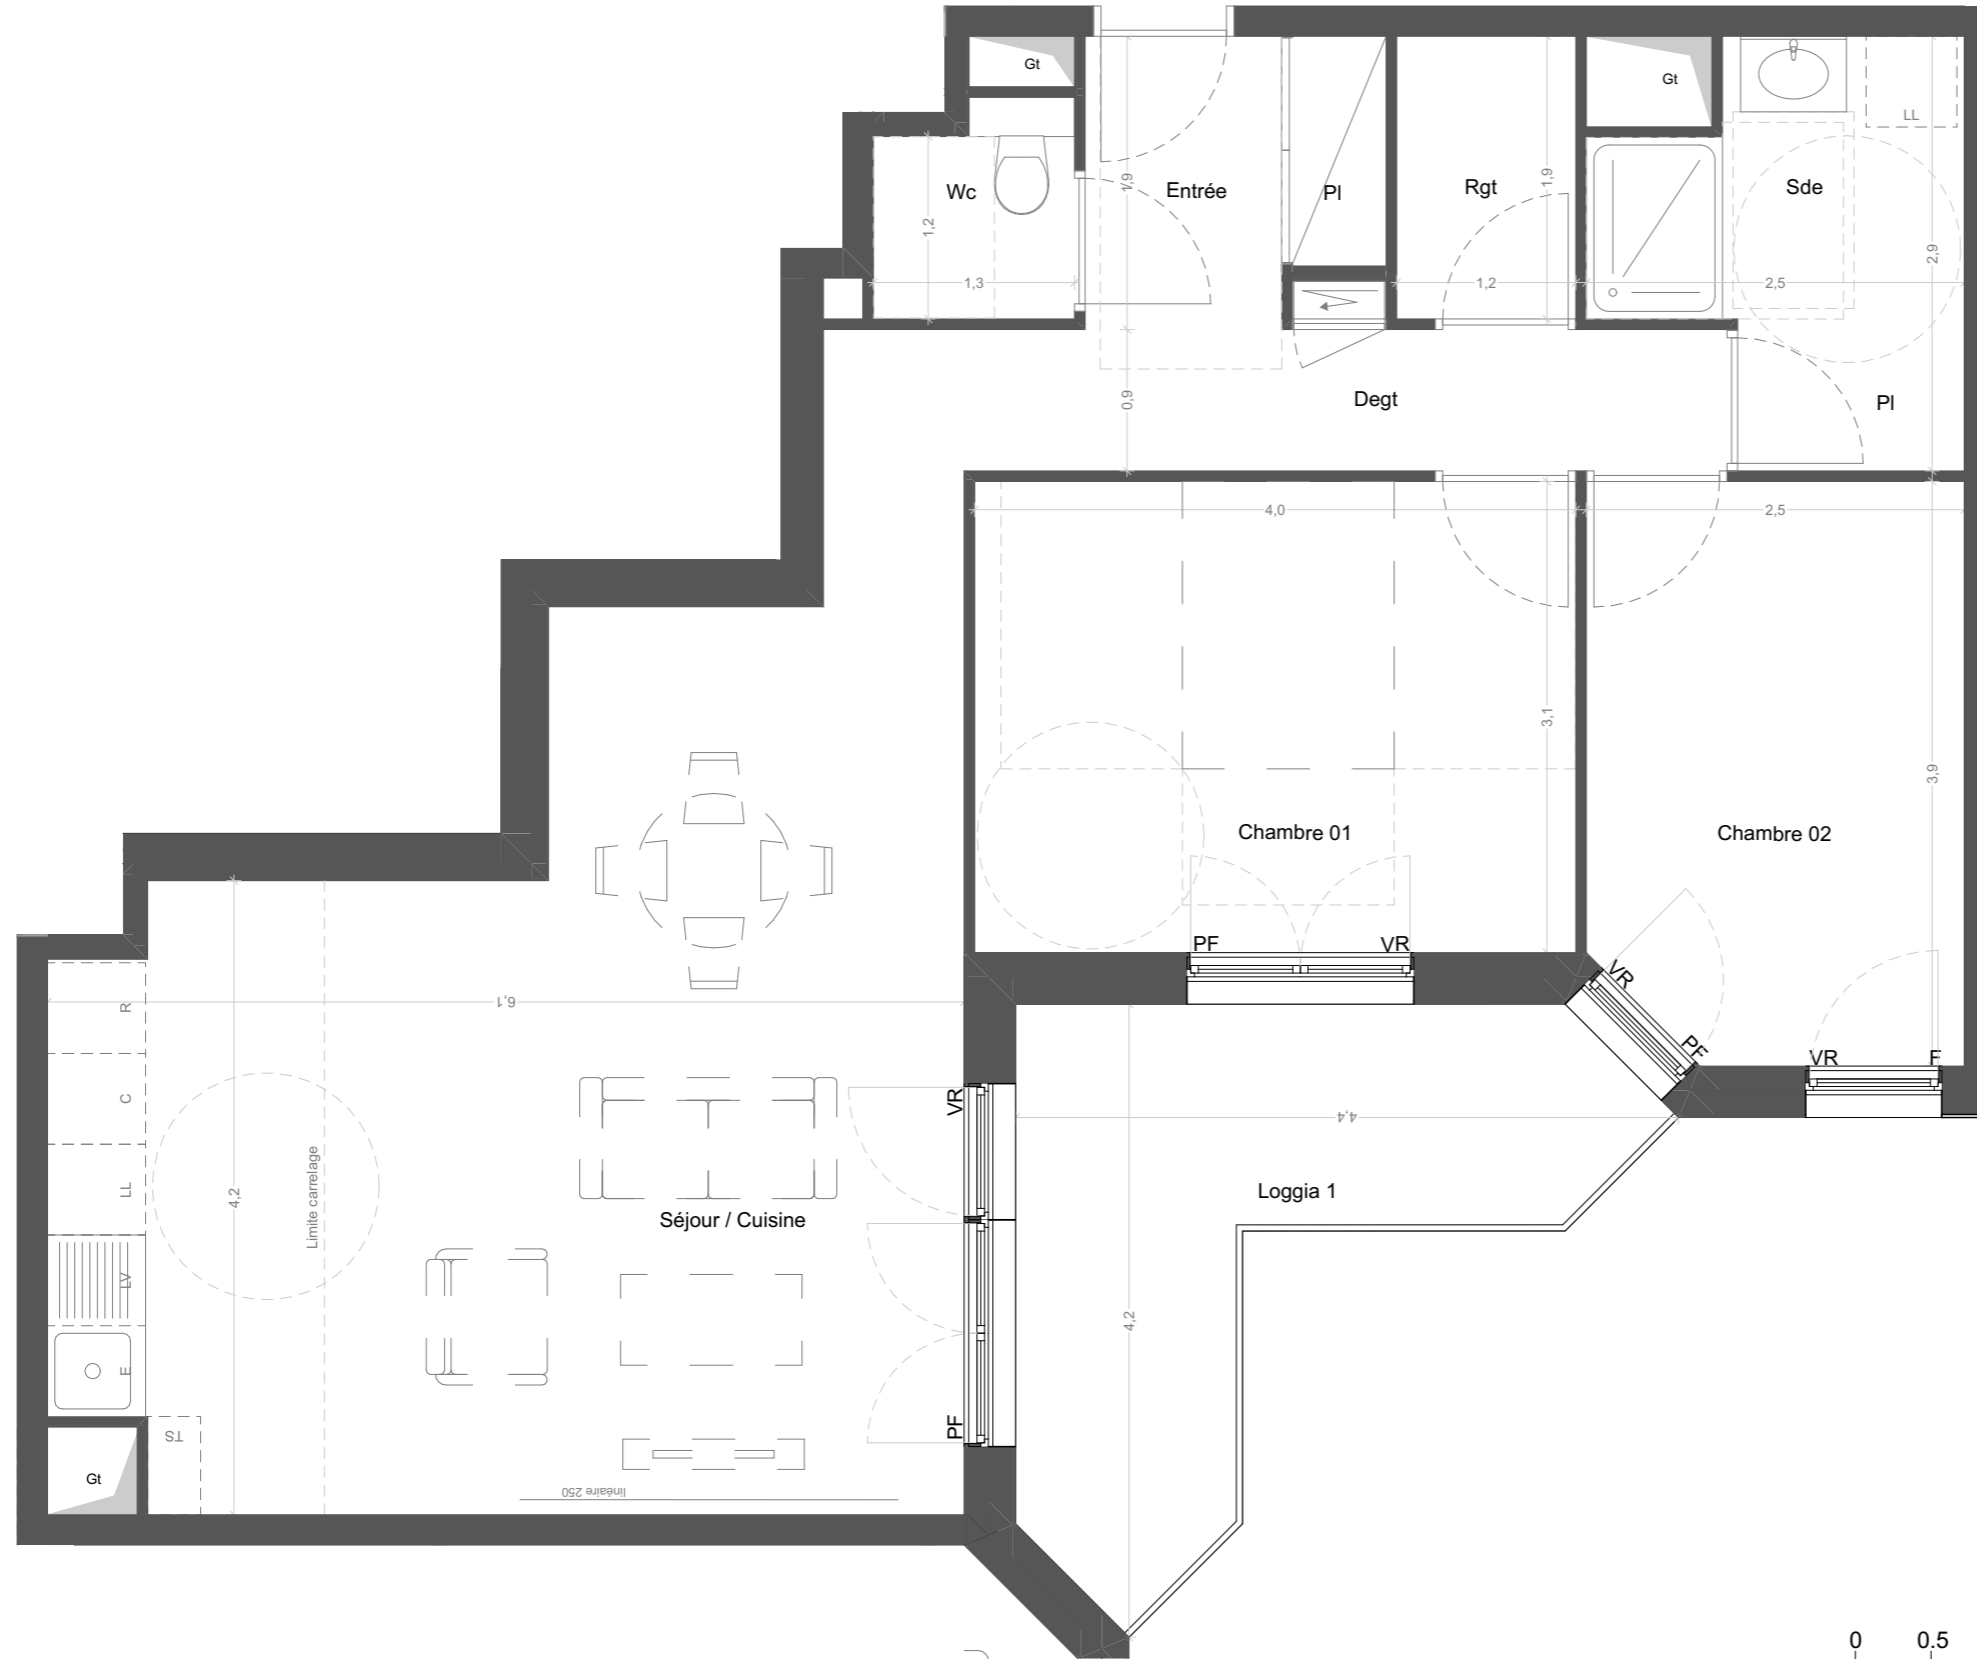 Gt
Gt
LL
Wc
1,9
Entrée
Pl
Rgt
1,9
Sde
1,2
1,3
1,2
2,5
2,9
0,9
Degt
Pl
4,0
2,5
3,1
3,9
Chambre 01
Chambre 02
PF
VR
VR
PF
VR
F
R
6,1
C
VR
4,4
LL
4,2
Limite carrelage
Séjour / Cuisine
Loggia 1
LV
4,2
E
PF
TS
Gt
linéaire 250
0
0.5